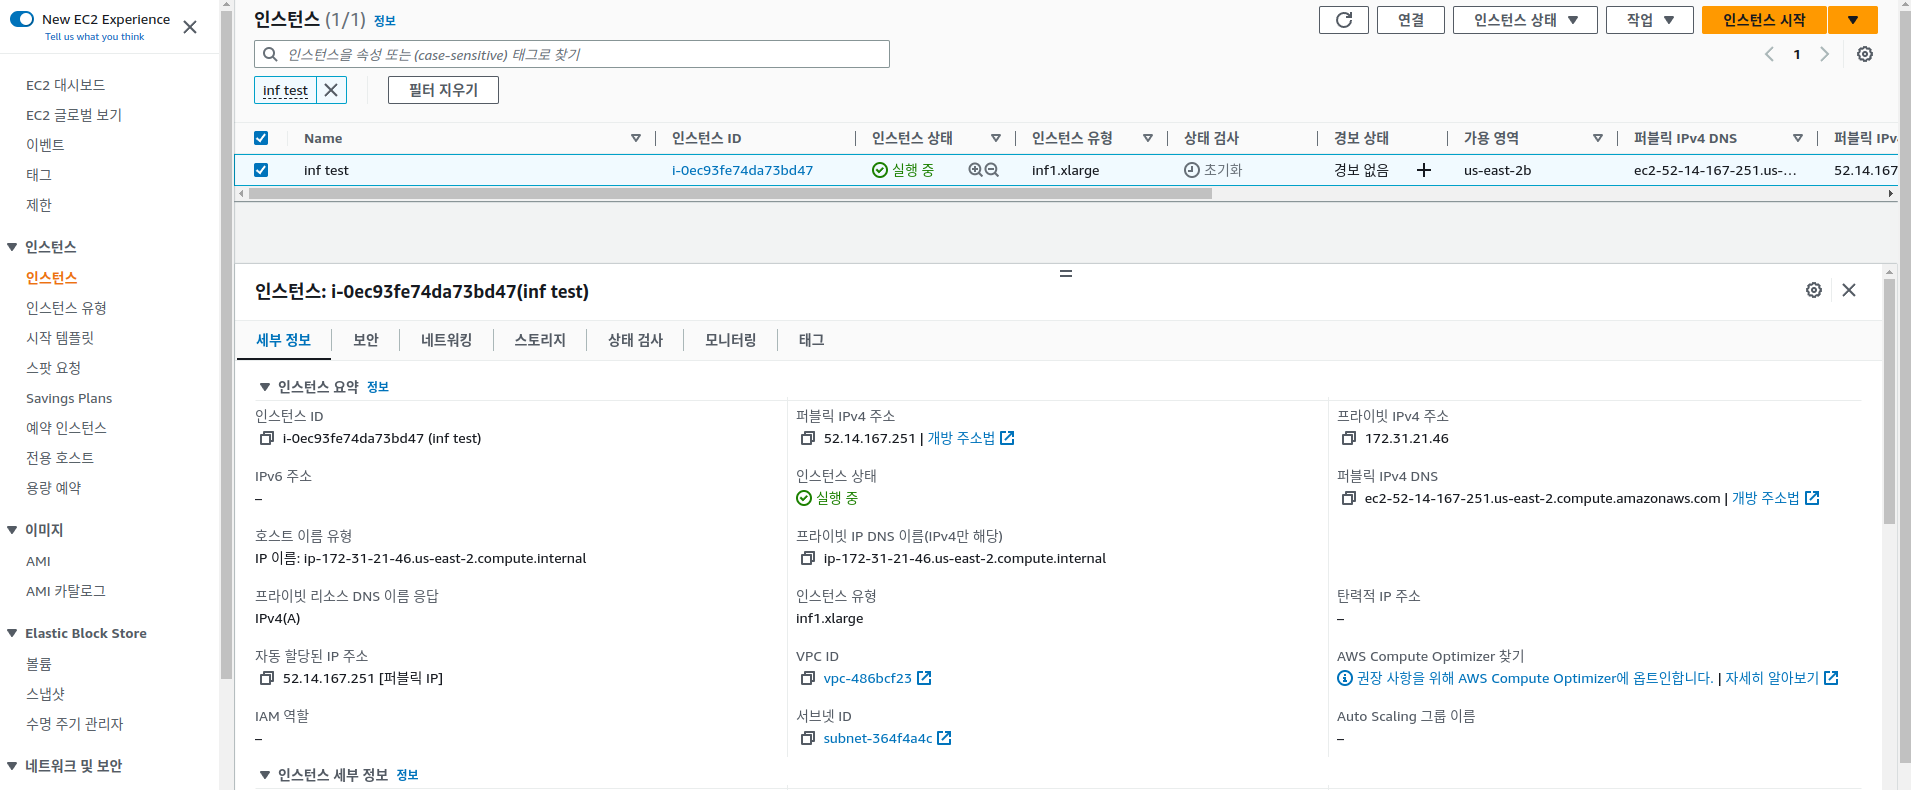 New EC2 Experience
Tell us what you think
EC2 대시보드
EC2 글로벌 보기
이벤트
태그
제한
인스턴스
인스턴스
인스턴스 유형
시작 템플릿
스팟 요청
Savings Plans
예약 인스턴스
전용 호스트
용량 예약
이미지
AMI
AMI 카탈로그
Elastic Block Store
볼륨
스냅샷
수명 주기 관리자
네트워크 및 보안
인스턴스 (1/1) 정보
연결 인스턴스 상태 작업 인스턴스 시작
인스턴스을 속성 또는 (case-sensitive) 태그로 찾기
1
inf test 필터 지우기
Name 인스턴스 ID 인스턴스 상태 인스턴스 유형 상태 검사 경보 상태 가용 영역 퍼블릭 IPv4 DNS 퍼블릭 IPv
inf test i-0ec93fe74da73bd47 실행 중 inf1.xlarge 초기화 경보 없음 us-east-2b ec2-52-14-167-251.us-... 52.14.167
인스턴스: i-0ec93fe74da73bd47(inf test)
세부 정보 보안 네트워킹 스토리지 상태 검사 모니터링 태그
인스턴스 요약 정보
인스턴스 ID 퍼블릭 IPv4 주소 프라이빗 IPv4 주소
i-0ec93fe74da73bd47 (inf test) 52.14.167.251 | 개방 주소법 172.31.21.46
IPv6 주소 인스턴스 상태 퍼블릭 IPv4 DNS
– 실행 중 ec2-52-14-167-251.us-east-2.compute.amazonaws.com | 개방 주소법
호스트 이름 유형 프라이빗 IP DNS 이름(IPv4만 해당)
IP 이름: ip-172-31-21-46.us-east-2.compute.internal ip-172-31-21-46.us-east-2.compute.internal
프라이빗 리소스 DNS 이름 응답 인스턴스 유형 탄력적 IP 주소
IPv4(A) inf1.xlarge –
자동 할당된 IP 주소 VPC ID AWS Compute Optimizer 찾기
52.14.167.251 [퍼블릭 IP] vpc-486bcf23 권장 사항을 위해 AWS Compute Optimizer에 옵트인합니다. | 자세히 알아보기
IAM 역할 서브넷 ID Auto Scaling 그룹 이름
– subnet-364f4a4c –
인스턴스 세부 정보 정보